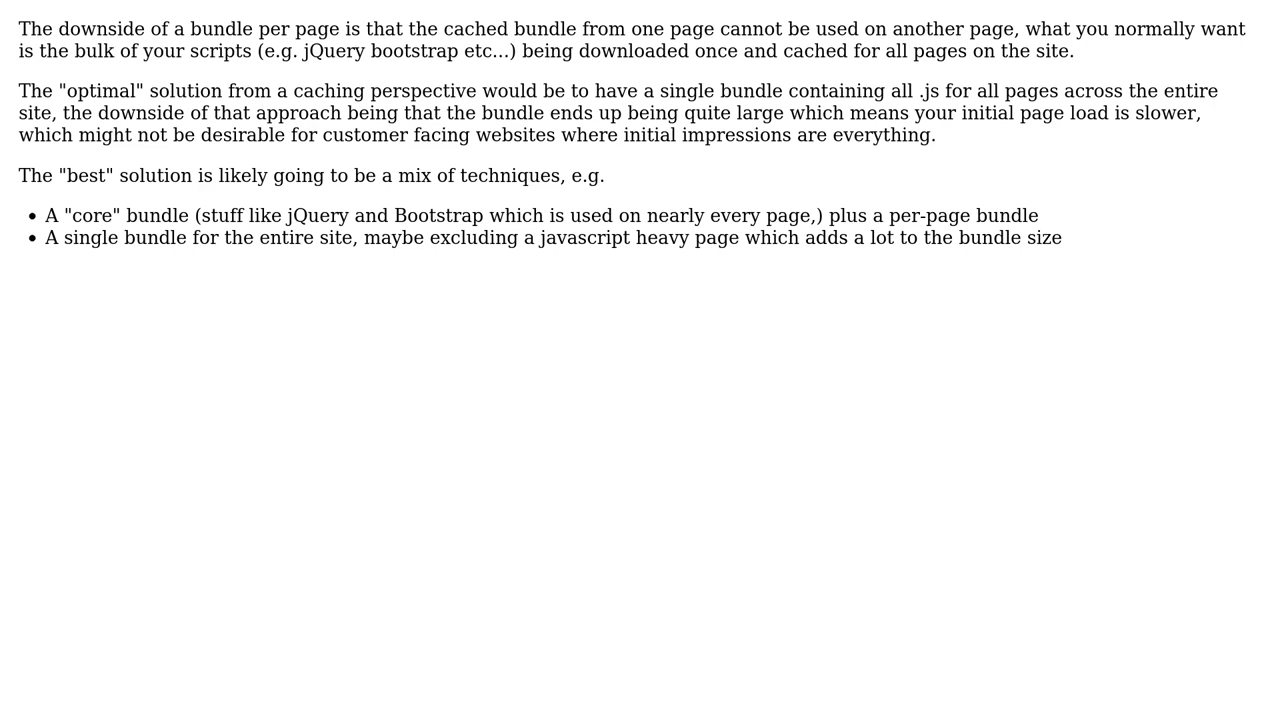 The downside of a bundle per page is that the cached bundle from one page cannot be used on another page, what you normally want
is the bulk of your scripts (e.g. jQuery bootstrap etc...) being downloaded once and cached for all pages on the site.
The "optimal" solution from a caching perspective would be to have a single bundle containing all .js for all pages across the entire
site, the downside of that approach being that the bundle ends up being quite large which means your initial page load is slower,
which might not be desirable for customer facing websites where initial impressions are everything.
The "best" solution is likely going to be a mix of techniques, e.g.
• A "core" bundle (stuff like jQuery and Bootstrap which is used on nearly every page,) plus a per-page bundle
• A single bundle for the entire site, maybe excluding a javascript heavy page which adds a lot to the bundle size